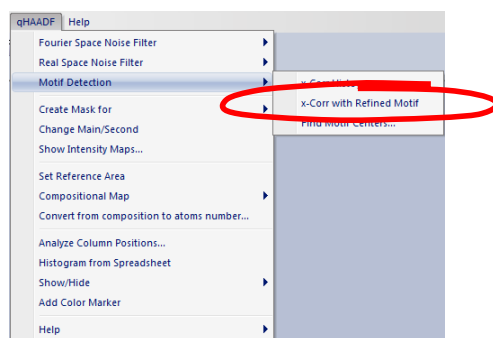 qHAADF Help
Fourier Space Noise Filter
Real Space Noise Filter
Motif Detection
x-Corr with Refined Motif
Find Motif Centers...
Create Mask for
Change Main/Second
Show Intensity Maps...
Set Reference Area
Compositional Map
Convert from composition to atoms number...
Analyze Column Positions...
Histogram from Spreadsheet
Show/Hide
Add Color Marker
Help